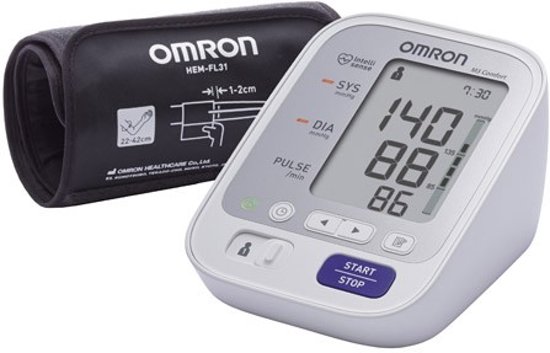 OMRON
HEM-FL31
1-2cm
22-42cm
OMRON HEALTHCARE Co., Ltd.
OMRON
Intelli
sense
M3 Comfort
7:30
SYS
mmHg
140
135
DIA
mmHg
88
85
PULSE
/min
86
START
STOP